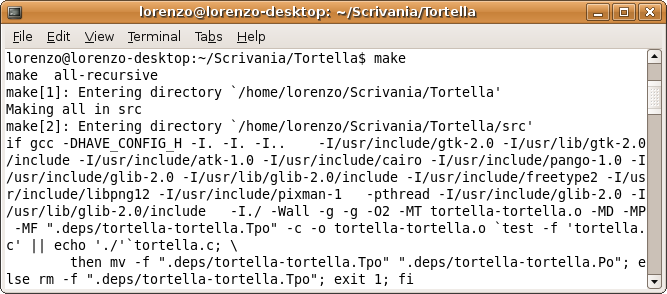 lorenzo@lorenzo-desktop: ~/Scrivania/Tortella
File Edit View Terminal Tabs Help
lorenzo@lorenzo-desktop:~/Scrivania/Tortella$ make
make  all-recursive
make[1]: Entering directory `/home/lorenzo/Scrivania/Tortella'
Making all in src
make[2]: Entering directory `/home/lorenzo/Scrivania/Tortella/src'
if gcc -DHAVE_CONFIG_H -I. -I. -I..    -I/usr/include/gtk-2.0 -I/usr/lib/gtk-2.0
/include -I/usr/include/atk-1.0 -I/usr/include/cairo -I/usr/include/pango-1.0 -I
/usr/include/glib-2.0 -I/usr/lib/glib-2.0/include -I/usr/include/freetype2 -I/us
r/include/libpng12 -I/usr/include/pixman-1   -pthread -I/usr/include/glib-2.0 -I
/usr/lib/glib-2.0/include   -I./ -Wall -g -g -O2 -MT tortella-tortella.o -MD -MP
 -MF ".deps/tortella-tortella.Tpo" -c -o tortella-tortella.o `test -f 'tortella.
c' || echo './'`tortella.c; \
        then mv -f ".deps/tortella-tortella.Tpo" ".deps/tortella-tortella.Po"; e
lse rm -f ".deps/tortella-tortella.Tpo"; exit 1; fi